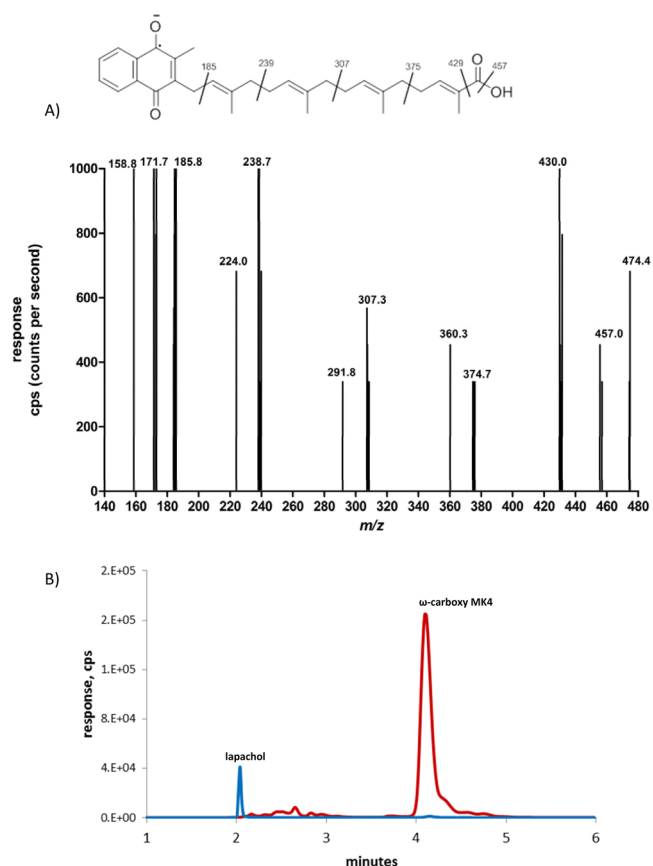 O⁻
O
O
OH
185
239
307
375
429
457
A)
158.8 171.7 185.8 238.7 430.0
224.0
474.4
307.3
291.8
360.3
374.7
457.0
1000
800
600
400
200
0
response
cps (counts per second)
140 160 180 200 220 240 260 280 300 320 340 360 380 400 420 440 460 480
m/z
B)
2.E+05
2.E+05
1.E+05
8.E+04
4.E+04
0.E+00
response, cps
ω-carboxy MK4
lapachol
1 2 3 4 5 6
minutes